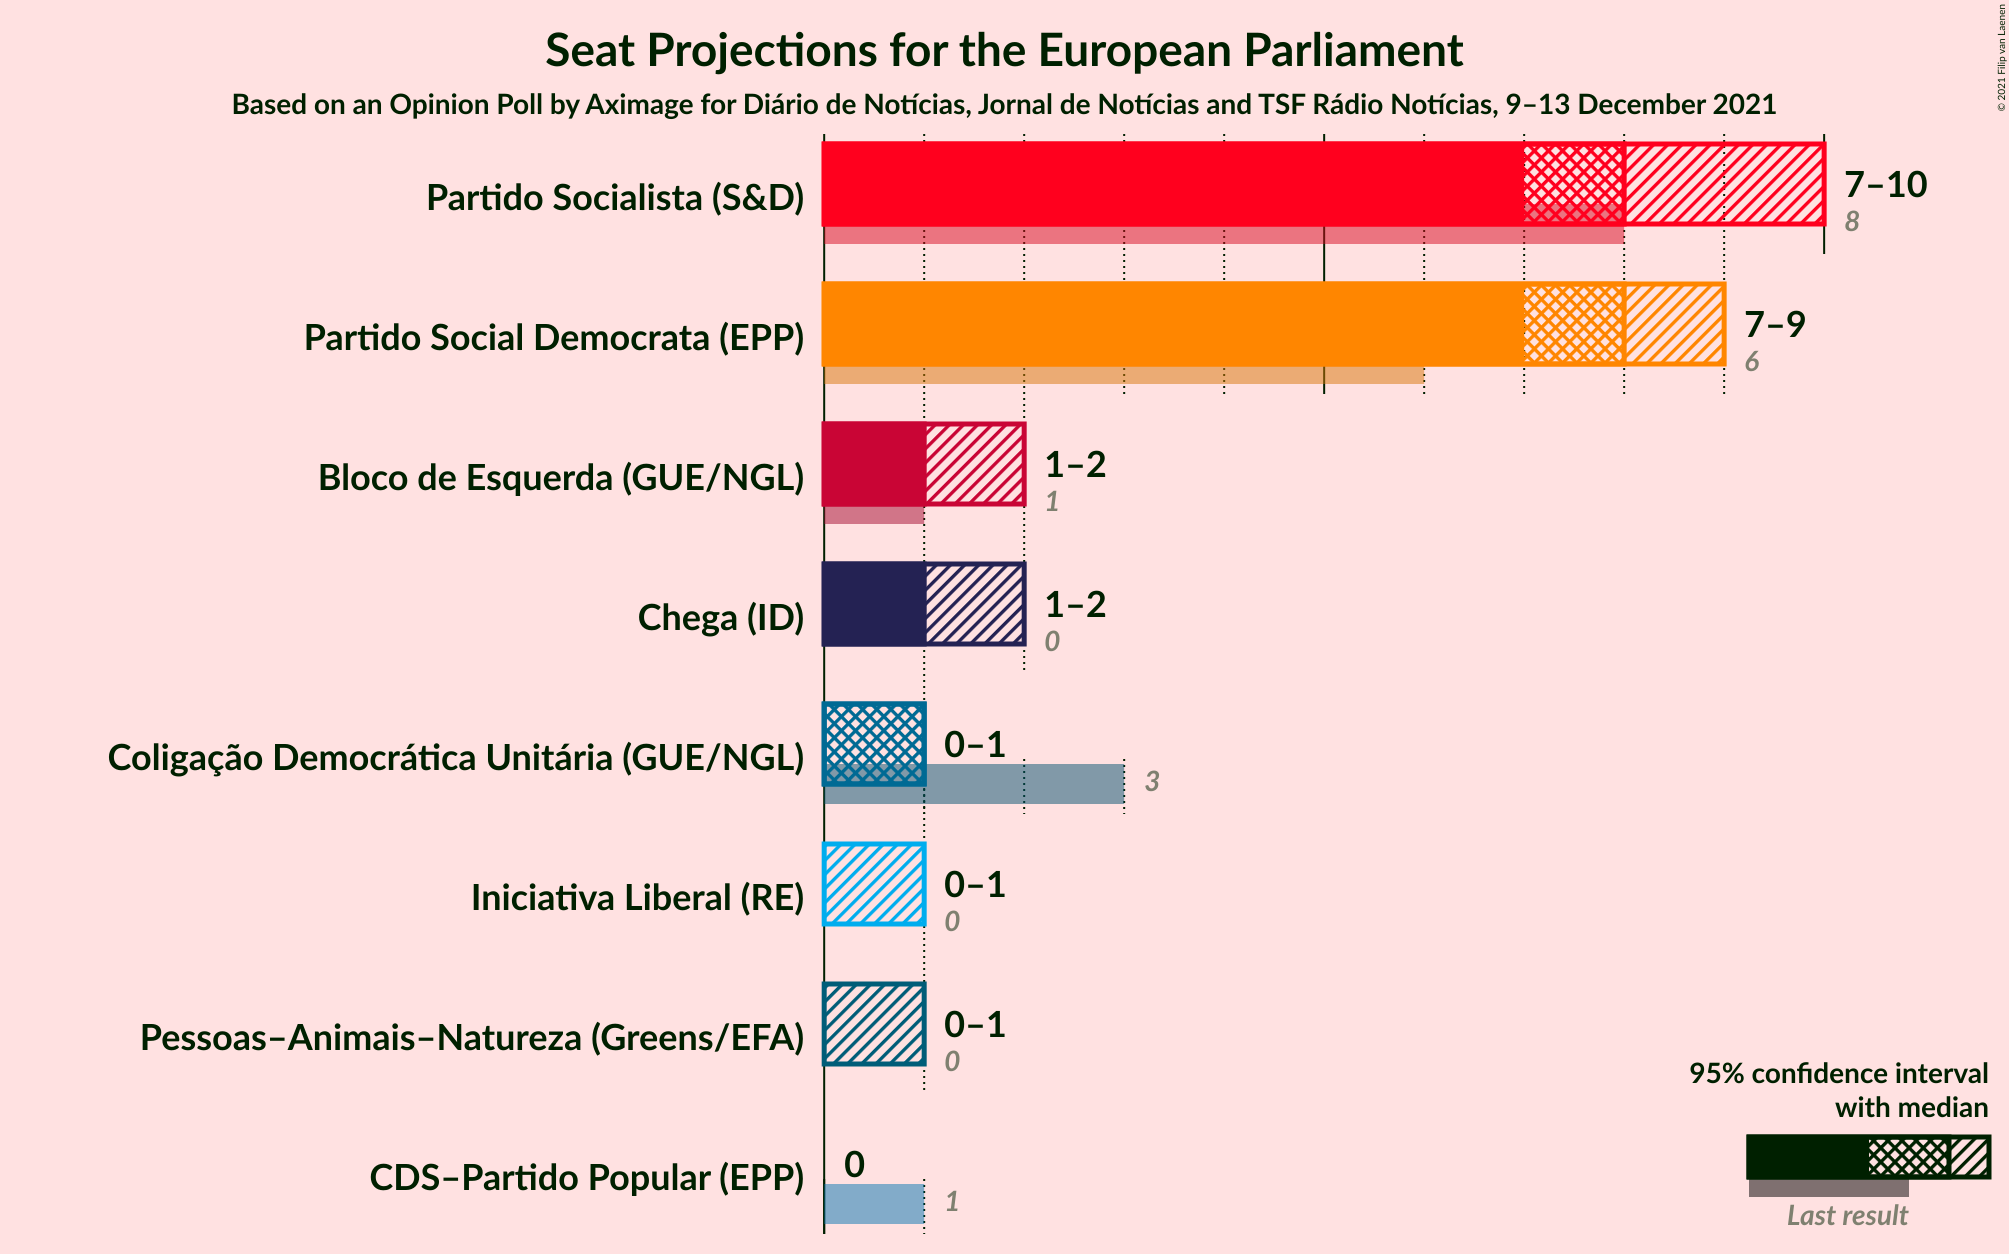 Seat Projections for the European Parliament
Based on an Opinion Poll by Aximage for Diário de Notícias, Jornal de Notícias and TSF Rádio Notícias, 9–13 December 2021
© 2021 Filip van Laenen
Partido Socialista (S&D)
7–10
8
Partido Social Democrata (EPP)
7–9
6
Bloco de Esquerda (GUE/NGL)
1–2
1
Chega (ID)
1–2
0
Coligação Democrática Unitária (GUE/NGL)
0–1
3
Iniciativa Liberal (RE)
0–1
0
Pessoas–Animais–Natureza (Greens/EFA)
0–1
0
CDS–Partido Popular (EPP)
0
1
95% confidence interval
with median
Last result